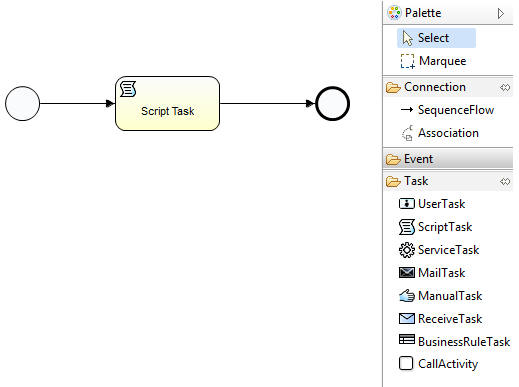 Script Task
Palette
Select
Marquee
Connection
SequenceFlow
Association
Event
Task
UserTask
ScriptTask
ServiceTask
MailTask
ManualTask
ReceiveTask
BusinessRuleTask
CallActivity